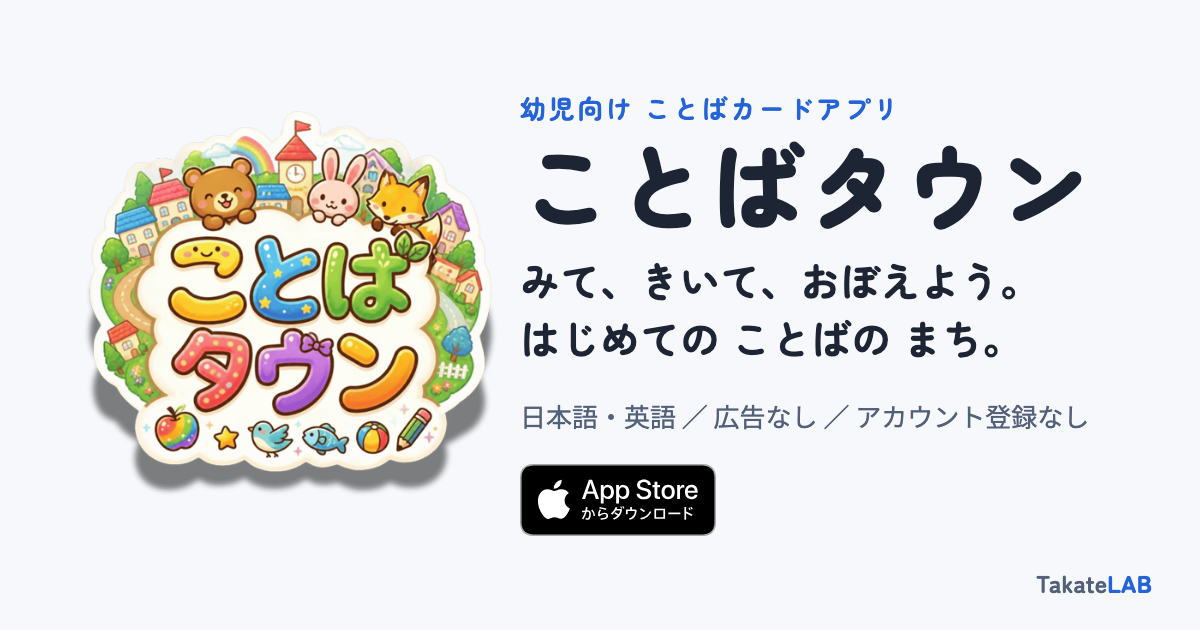 ことば
タウン
幼児向け ことばカードアプリ
ことばタウン
みて、きいて、おぼえよう。
はじめての ことばの まち。
日本語・英語 ／ 広告なし ／ アカウント登録なし
App Store
からダウンロード
TakateLAB